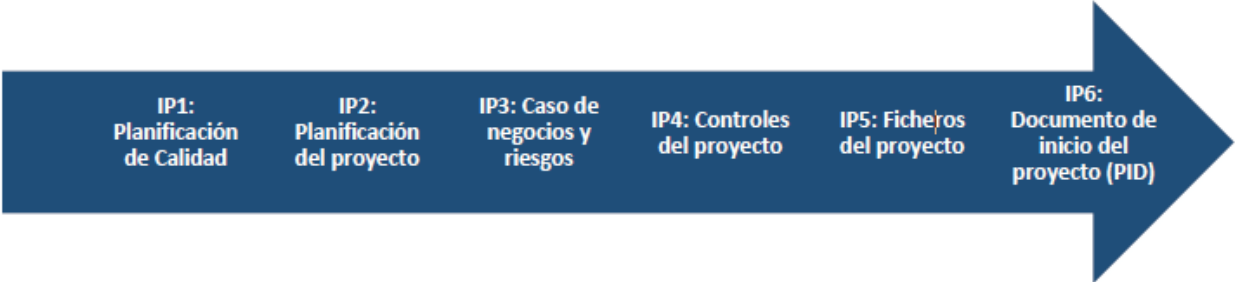 IP1:
Planificación
de Calidad
IP2:
Planificación
del proyecto
IP3: Caso de
negocios y
riesgos
IP4: Controles
del proyecto
IP5: Ficheros
del proyecto
IP6:
Documento de
inicio del
proyecto (PID)